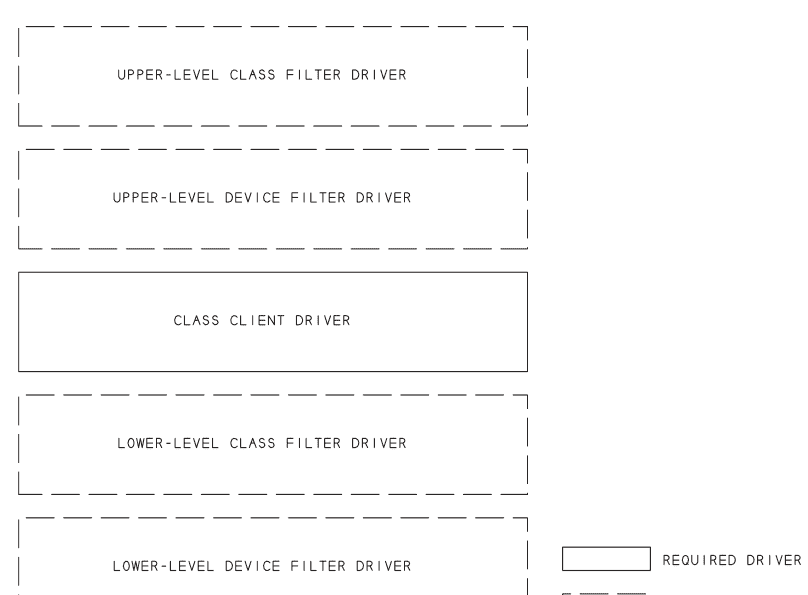 UPPER-LEVEL CLASS FILTER DRIVER
UPPER-LEVEL DEVICE FILTER DRIVER
CLASS CLIENT DRIVER
LOWER-LEVEL CLASS FILTER DRIVER
LOWER-LEVEL DEVICE FILTER DRIVER
REQUIRED DRIVER